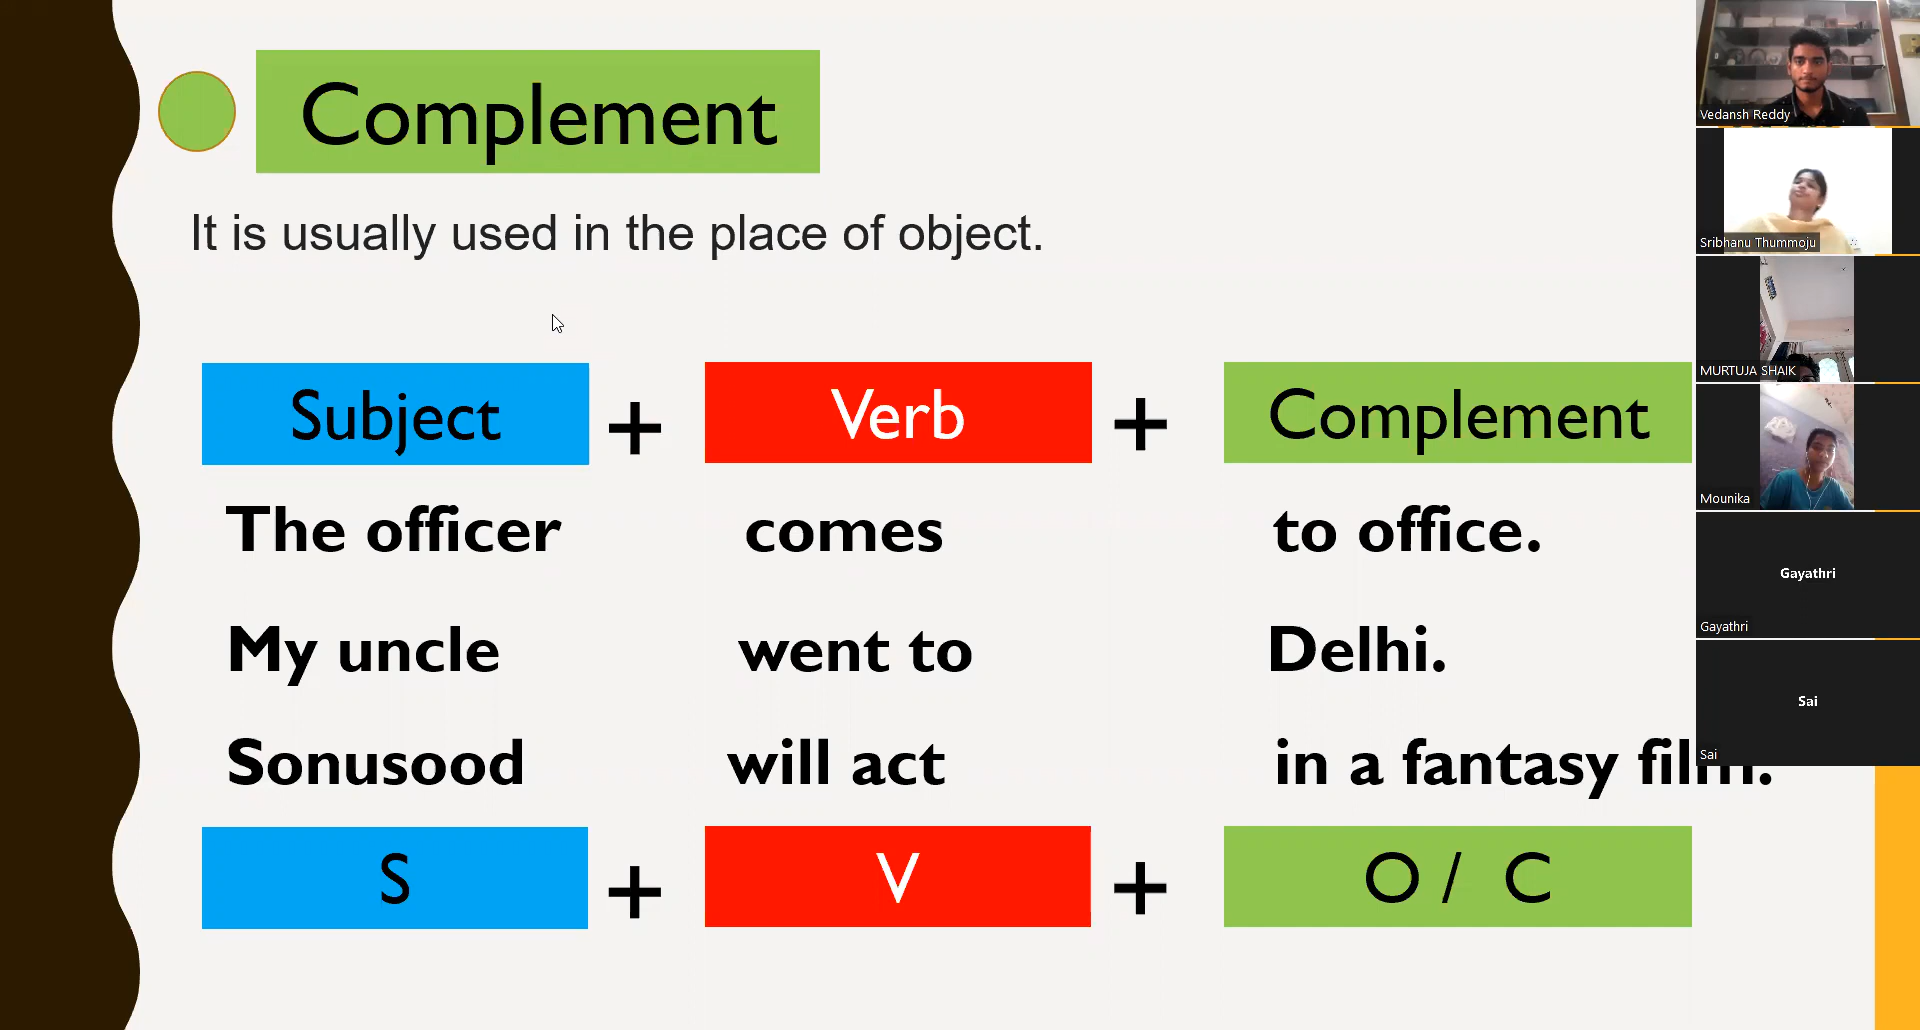 Complement
It is usually used in the place of object.
Subject + Verb + Complement
The officer comes to office.
My uncle went to Delhi.
Sonusood will act in a fantasy film.
S + V + O / C
Vedansh Reddy
Sribhanu Thummoju
MURTUJA SHAIK
Mounika
Gayathri
Gayathri
Sai
Sai